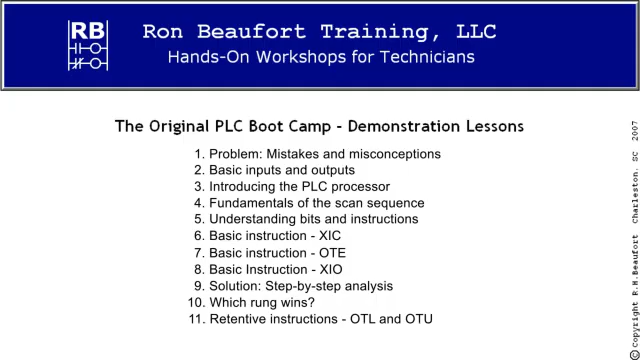 RB
Ron Beaufort Training, LLC
Hands-On Workshops for Technicians
The Original PLC Boot Camp - Demonstration Lessons
1. Problem: Mistakes and misconceptions
2. Basic inputs and outputs
3. Introducing the PLC processor
4. Fundamentals of the scan sequence
5. Understanding bits and instructions
6. Basic instruction - XIC
7. Basic instruction - OTE
8. Basic Instruction - XIO
9. Solution: Step-by-step analysis
10. Which rung wins?
11. Retentive instructions - OTL and OTU
© Copyright R.H.Beaufort Charleston, SC 2007